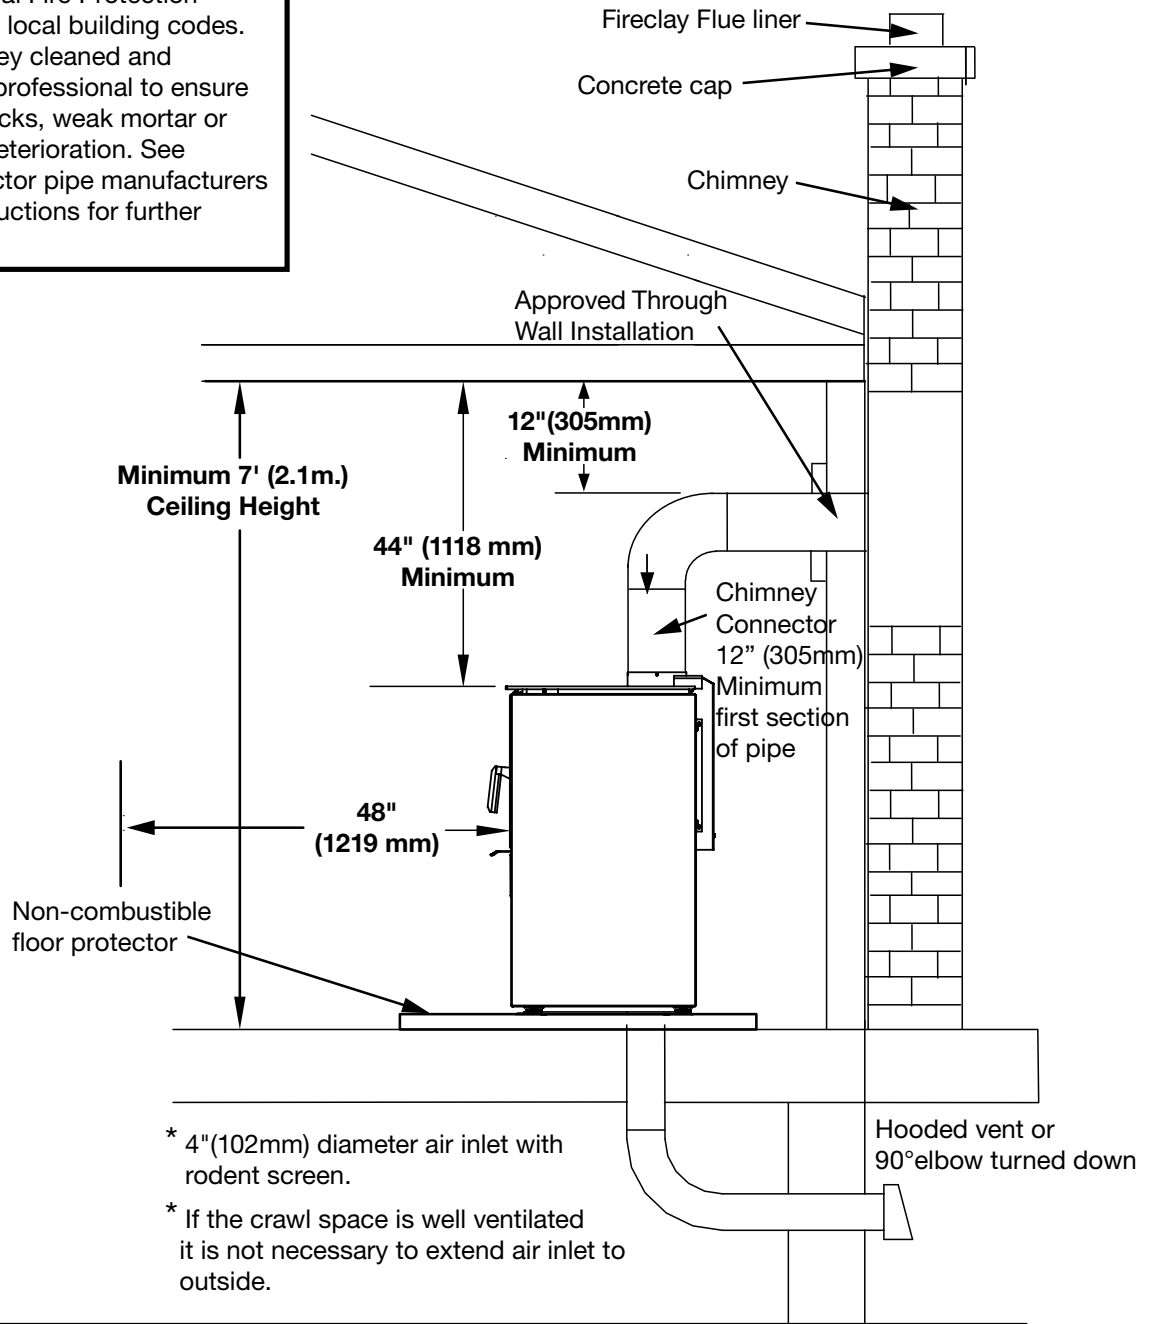 al Fire Protection
local building codes.
ey cleaned and
professional to ensure
cks, weak mortar or
eterioration. See
ctor pipe manufacturers
uctions for further
Fireclay Flue liner
Concrete cap
Chimney
Approved Through
Wall Installation
12"(305mm)
Minimum
Minimum 7' (2.1m.)
Ceiling Height
44" (1118 mm)
Minimum
Chimney
Connector
12” (305mm)
Minimum
first section
of pipe
48"
(1219 mm)
Non-combustible
floor protector
* 4"(102mm) diameter air inlet with
rodent screen.
* If the crawl space is well ventilated
it is not necessary to extend air inlet to
outside.
Hooded vent or
90°elbow turned down